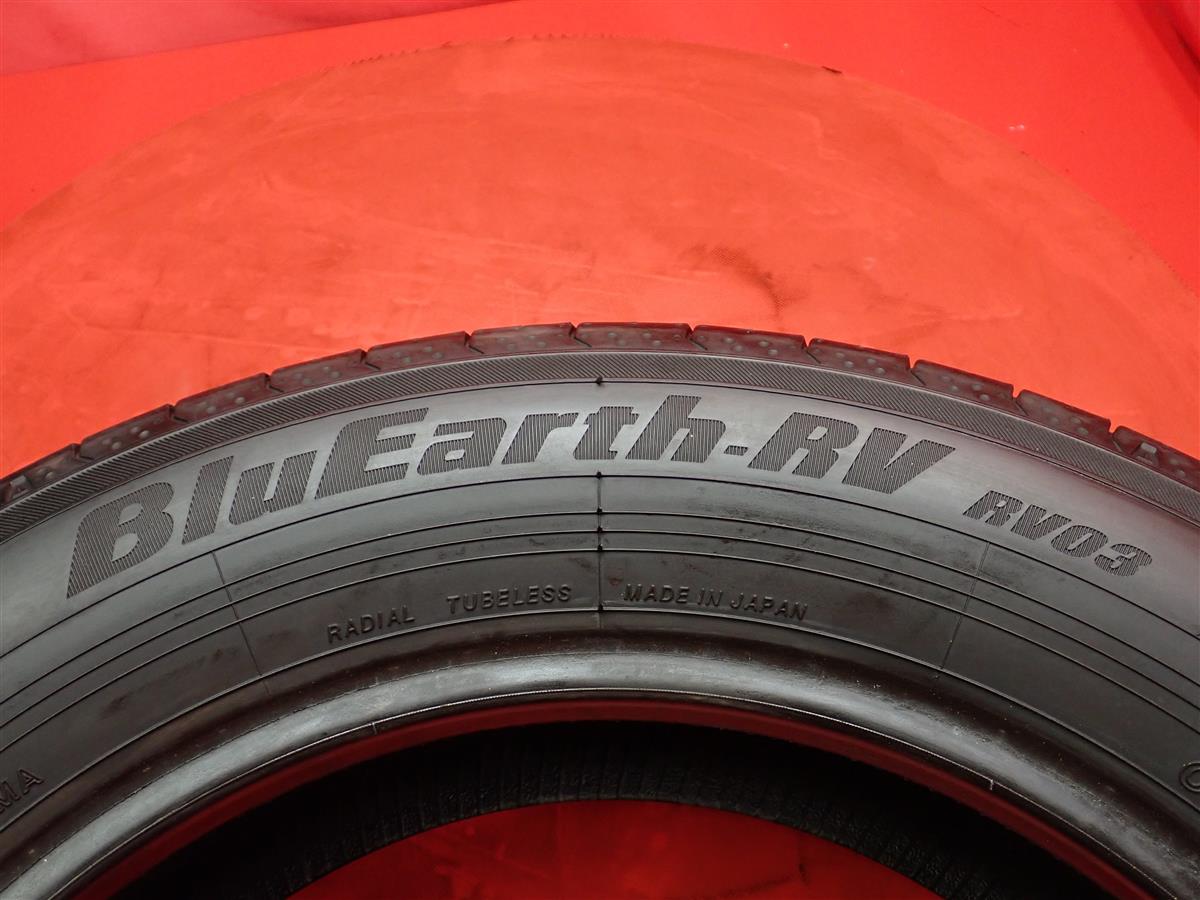 BluEarth-RV RV03
RADIAL TUBELESS MADE IN JAPAN